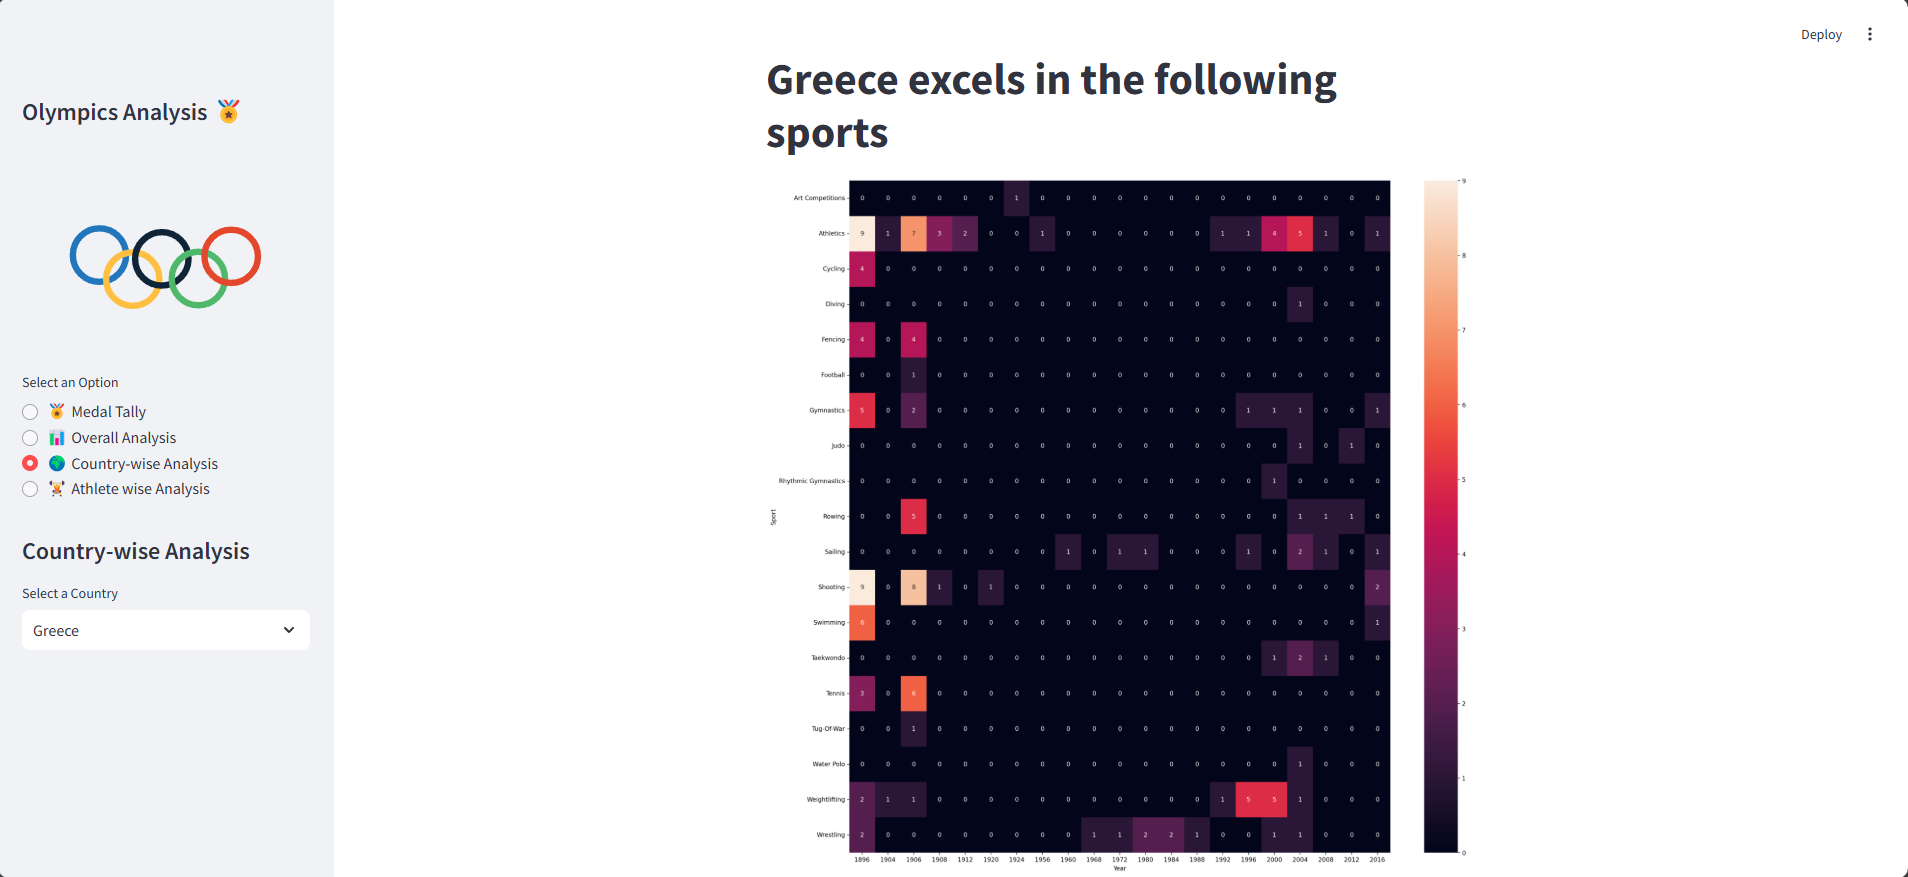 Deploy
Olympics Analysis
Select an Option
Medal Tally
Overall Analysis
Country-wise Analysis
Athlete wise Analysis
Country-wise Analysis
Select a Country
Greece
Greece excels in the following
sports
Art Competitions 0 0 0 0 0 0 1 0 0 0 0 0 0 0 0 0 0 0 0 0 0
Athletics 9 1 7 3 2 0 0 1 0 0 0 0 0 0 1 1 4 5 1 0 1
Cycling 4 0 0 0 0 0 0 0 0 0 0 0 0 0 0 0 0 0 0 0 0
Diving 0 0 0 0 0 0 0 0 0 0 0 0 0 0 0 0 0 1 0 0 0
Fencing 4 0 4 0 0 0 0 0 0 0 0 0 0 0 0 0 0 0 0 0 0
Football 0 0 1 0 0 0 0 0 0 0 0 0 0 0 0 0 0 0 0 0 0
Gymnastics 5 0 2 0 0 0 0 0 0 0 0 0 0 0 0 1 1 1 0 0 1
Judo 0 0 0 0 0 0 0 0 0 0 0 0 0 0 0 0 0 1 0 1 0
Rhythmic Gymnastics 0 0 0 0 0 0 0 0 0 0 0 0 0 0 0 0 1 0 0 0 0
Rowing 0 0 5 0 0 0 0 0 0 0 0 0 0 0 0 0 0 1 1 1 0
Sailing 0 0 0 0 0 0 0 0 1 0 1 1 0 0 0 1 0 2 1 0 1
Shooting 9 0 8 1 0 1 0 0 0 0 0 0 0 0 0 0 0 0 0 0 2
Swimming 6 0 0 0 0 0 0 0 0 0 0 0 0 0 0 0 0 0 0 0 1
Taekwondo 0 0 0 0 0 0 0 0 0 0 0 0 0 0 0 0 1 2 1 0 0
Tennis 3 0 6 0 0 0 0 0 0 0 0 0 0 0 0 0 0 0 0 0 0
Tug-Of-War 0 0 1 0 0 0 0 0 0 0 0 0 0 0 0 0 0 0 0 0 0
Water Polo 0 0 0 0 0 0 0 0 0 0 0 0 0 0 0 0 0 1 0 0 0
Weightlifting 2 1 1 0 0 0 0 0 0 0 0 0 0 0 1 5 5 1 0 0 0
Wrestling 2 0 0 0 0 0 0 0 0 1 1 2 2 1 0 0 1 1 0 0 0
Sport
1896 1904 1906 1908 1912 1920 1924 1956 1960 1968 1972 1980 1984 1988 1992 1996 2000 2004 2008 2012 2016
Year
9
8
7
6
5
4
3
2
1
0